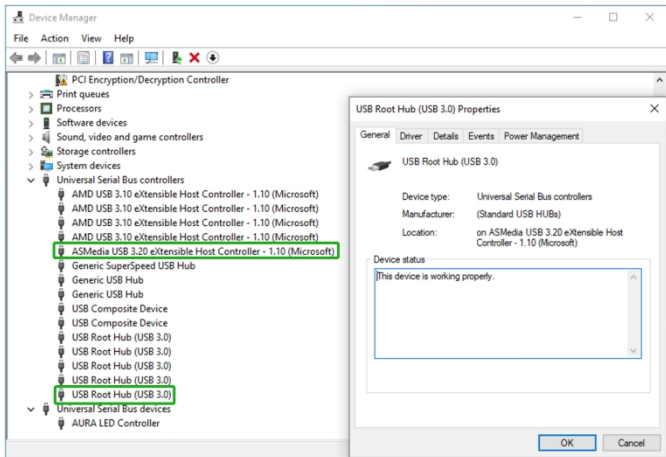 Device Manager
File Action View Help
PCI Encryption/Decryption Controller
Print queues
Processors
Software devices
Sound, video and game controllers
Storage controllers
System devices
Universal Serial Bus controllers
AMD USB 3.10 eXtensible Host Controller - 1.10 (Microsoft)
AMD USB 3.10 eXtensible Host Controller - 1.10 (Microsoft)
AMD USB 3.10 eXtensible Host Controller - 1.10 (Microsoft)
AMD USB 3.10 eXtensible Host Controller - 1.10 (Microsoft)
ASMedia USB 3.20 eXtensible Host Controller - 1.10 (Microsoft)
Generic SuperSpeed USB Hub
Generic USB Hub
Generic USB Hub
USB Composite Device
USB Composite Device
USB Root Hub (USB 3.0)
USB Root Hub (USB 3.0)
USB Root Hub (USB 3.0)
USB Root Hub (USB 3.0)
USB Root Hub (USB 3.0)
Universal Serial Bus devices
AURA LED Controller
USB Root Hub (USB 3.0) Properties
General Driver Details Events Power Management
USB Root Hub (USB 3.0)
Device type: Universal Serial Bus controllers
Manufacturer: (Standard USB HUBs)
Location: on ASMedia USB 3.20 eXtensible Host
Controller - 1.10 (Microsoft)
Device status
This device is working properly.
OK Cancel